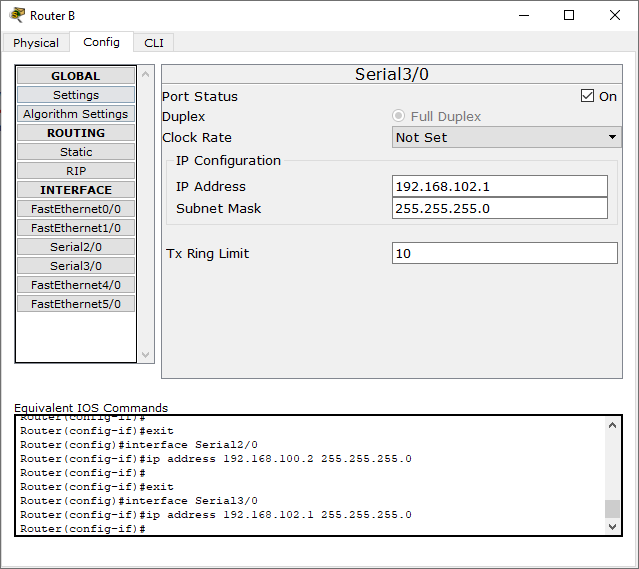 Router B
Physical Config CLI
GLOBAL
Settings
Algorithm Settings
ROUTING
Static
RIP
INTERFACE
FastEthernet0/0
FastEthernet1/0
Serial2/0
Serial3/0
FastEthernet4/0
FastEthernet5/0
Serial3/0
Port Status On
Duplex Full Duplex
Clock Rate Not Set
IP Configuration
IP Address 192.168.102.1
Subnet Mask 255.255.255.0
Tx Ring Limit 10
Equivalent IOS Commands
Router(config-if)#
Router(config-if)#exit
Router(config)#interface Serial2/0
Router(config-if)#ip address 192.168.100.2 255.255.255.0
Router(config-if)#
Router(config-if)#exit
Router(config)#interface Serial3/0
Router(config-if)#ip address 192.168.102.1 255.255.255.0
Router(config-if)#